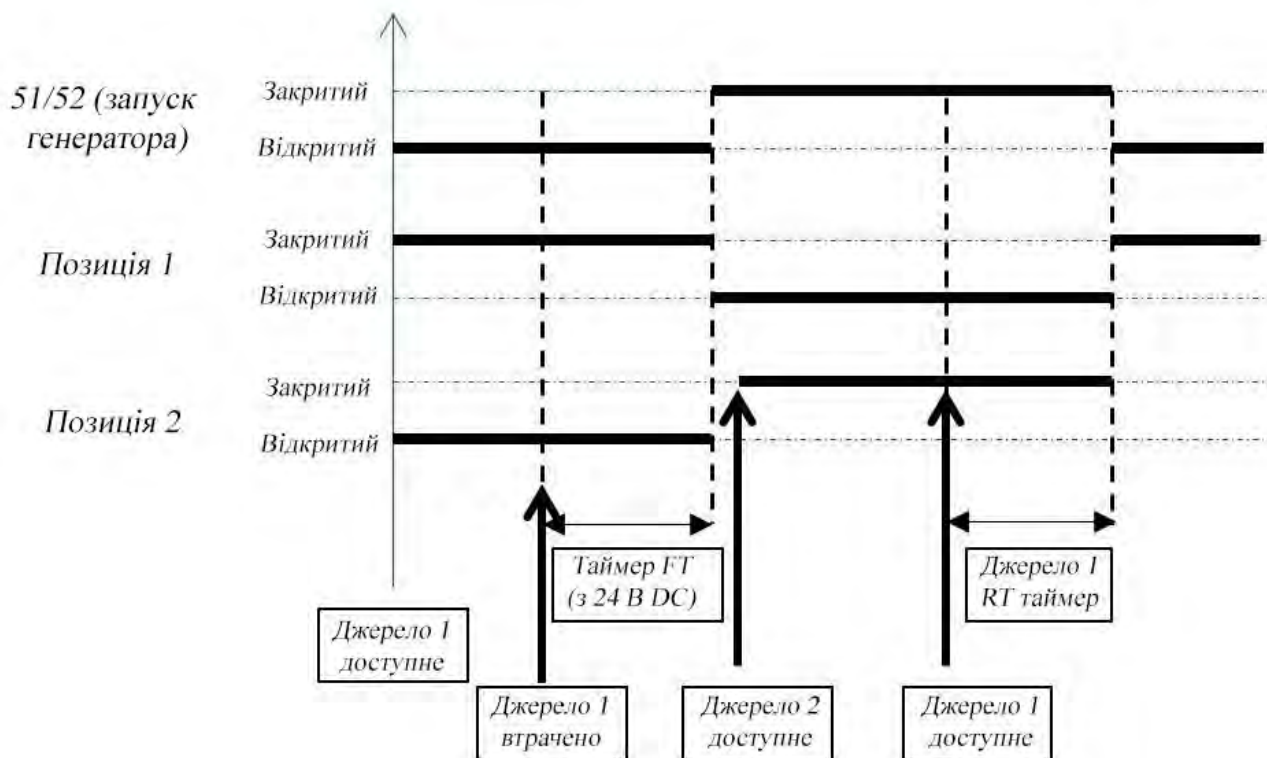 51/52 (запуск
генератора)
Закритий
Відкритий
Позиція 1
Закритий
Відкритий
Позиція 2
Закритий
Відкритий
Таймер FT
(з 24 В DC)
Джерело 1
RT таймер
Джерело 1
доступне
Джерело 1
втрачено
Джерело 2
доступне
Джерело 1
доступне